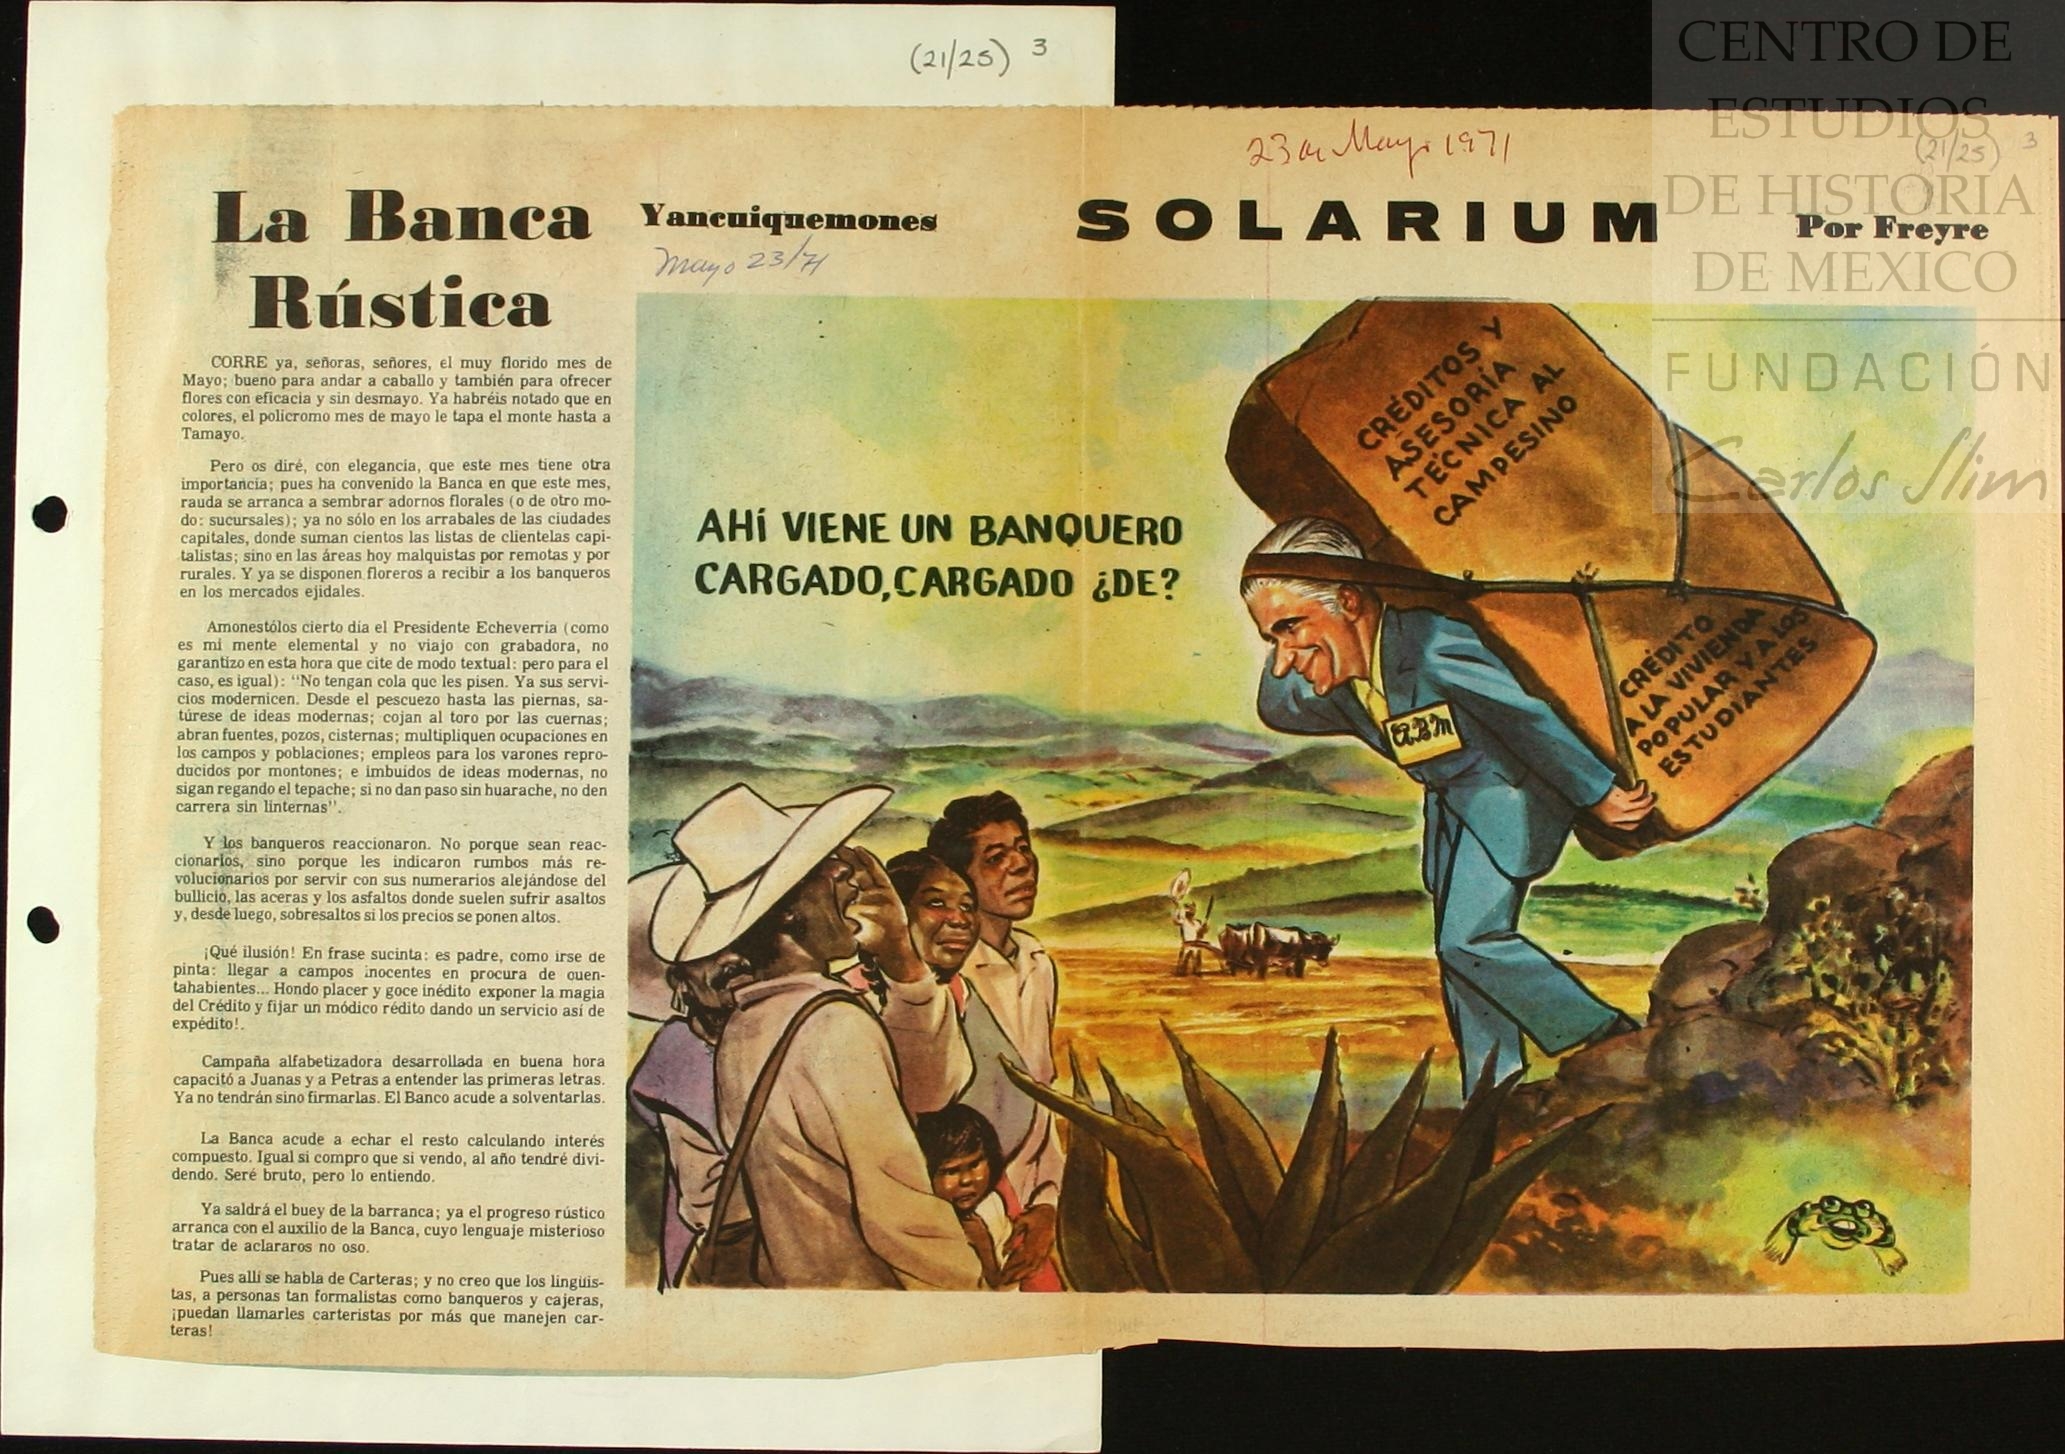 (21/25) 3
CENTRO DE
ESTUDIOS
DE HISTORIA
DE MEXICO
FUNDACIÓN
Carlos Slim
(21/25) 3
23 de Mayo 1971
La Banca
Rústica
Yancuiquemones
Mayo 23/71
SOLARIUM
Por Freyre
CORRE ya, señoras, señores, el muy florido mes de
Mayo; bueno para andar a caballo y también para ofrecer
flores con eficacia y sin desmayo. Ya habréis notado que en
colores, el policromo mes de mayo le tapa el monte hasta a
Tamayo.
Pero os diré, con elegancia, que este mes tiene otra
importancia; pues ha convenido la Banca en que este mes,
rauda se arranca a sembrar adornos florales (o de otro mo-
do: sucursales); ya no sólo en los arrabales de las ciudades
capitales, donde suman cientos las listas de clientelas capi-
talistas; sino en las áreas hoy malquistas por remotas y por
rurales. Y ya se disponen floreros a recibir a los banqueros
en los mercados ejidales.
Amonestólos cierto día el Presidente Echeverría (como
es mi mente elemental y no viajo con grabadora, no
garantizo en esta hora que cite de modo textual: pero para el
caso, es igual): "No tengan cola que les pisen. Ya sus servi-
cios modernicen. Desde el pescuezo hasta las piernas, sa-
túrese de ideas modernas; cojan al toro por las cuernas;
abran fuentes, pozos, cisternas; multipliquen ocupaciones en
los campos y poblaciones; empleos para los varones repro-
ducidos por montones; e imbuídos de ideas modernas, no
sigan regando el tepache; si no dan paso sin huarache, no den
carrera sin linternas".
Y los banqueros reaccionaron. No porque sean reac-
cionarios, sino porque les indicaron rumbos más re-
volucionarios por servir con sus numerarios alejándose del
bullicio, las aceras y los asfaltos donde suelen sufrir asaltos
y, desde luego, sobresaltos si los precios se ponen altos.
¡Qué ilusión! En frase sucinta: es padre, como irse de
pinta: llegar a campos inocentes en procura de cuen-
tahabientes... Hondo placer y goce inédito exponer la magia
del Crédito y fijar un módico rédito dando un servicio así de
expédito!.
Campaña alfabetizadora desarrollada en buena hora
capacitó a Juanas y a Petras a entender las primeras letras.
Ya no tendrán sino firmarlas. El Banco acude a solventarlas.
La Banca acude a echar el resto calculando interés
compuesto. Igual si compro que si vendo, al año tendré divi-
dendo. Seré bruto, pero lo entiendo.
Ya saldrá el buey de la barranca; ya el progreso rústico
arranca con el auxilio de la Banca, cuyo lenguaje misterioso
tratar de aclararos no oso.
Pues allí se habla de Carteras; y no creo que los lingüis-
tas, a personas tan formalistas como banqueros y cajeras,
¡puedan llamarles carteristas por más que manejen car-
teras!
AHÍ VIENE UN BANQUERO
CARGADO, CARGADO ¿DE?
CRÉDITOS Y
ASESORÍA
TÉCNICA AL
CAMPESINO
CRÉDITO
A LA VIVIENDA
POPULAR Y A LOS
ESTUDIANTES
ABM